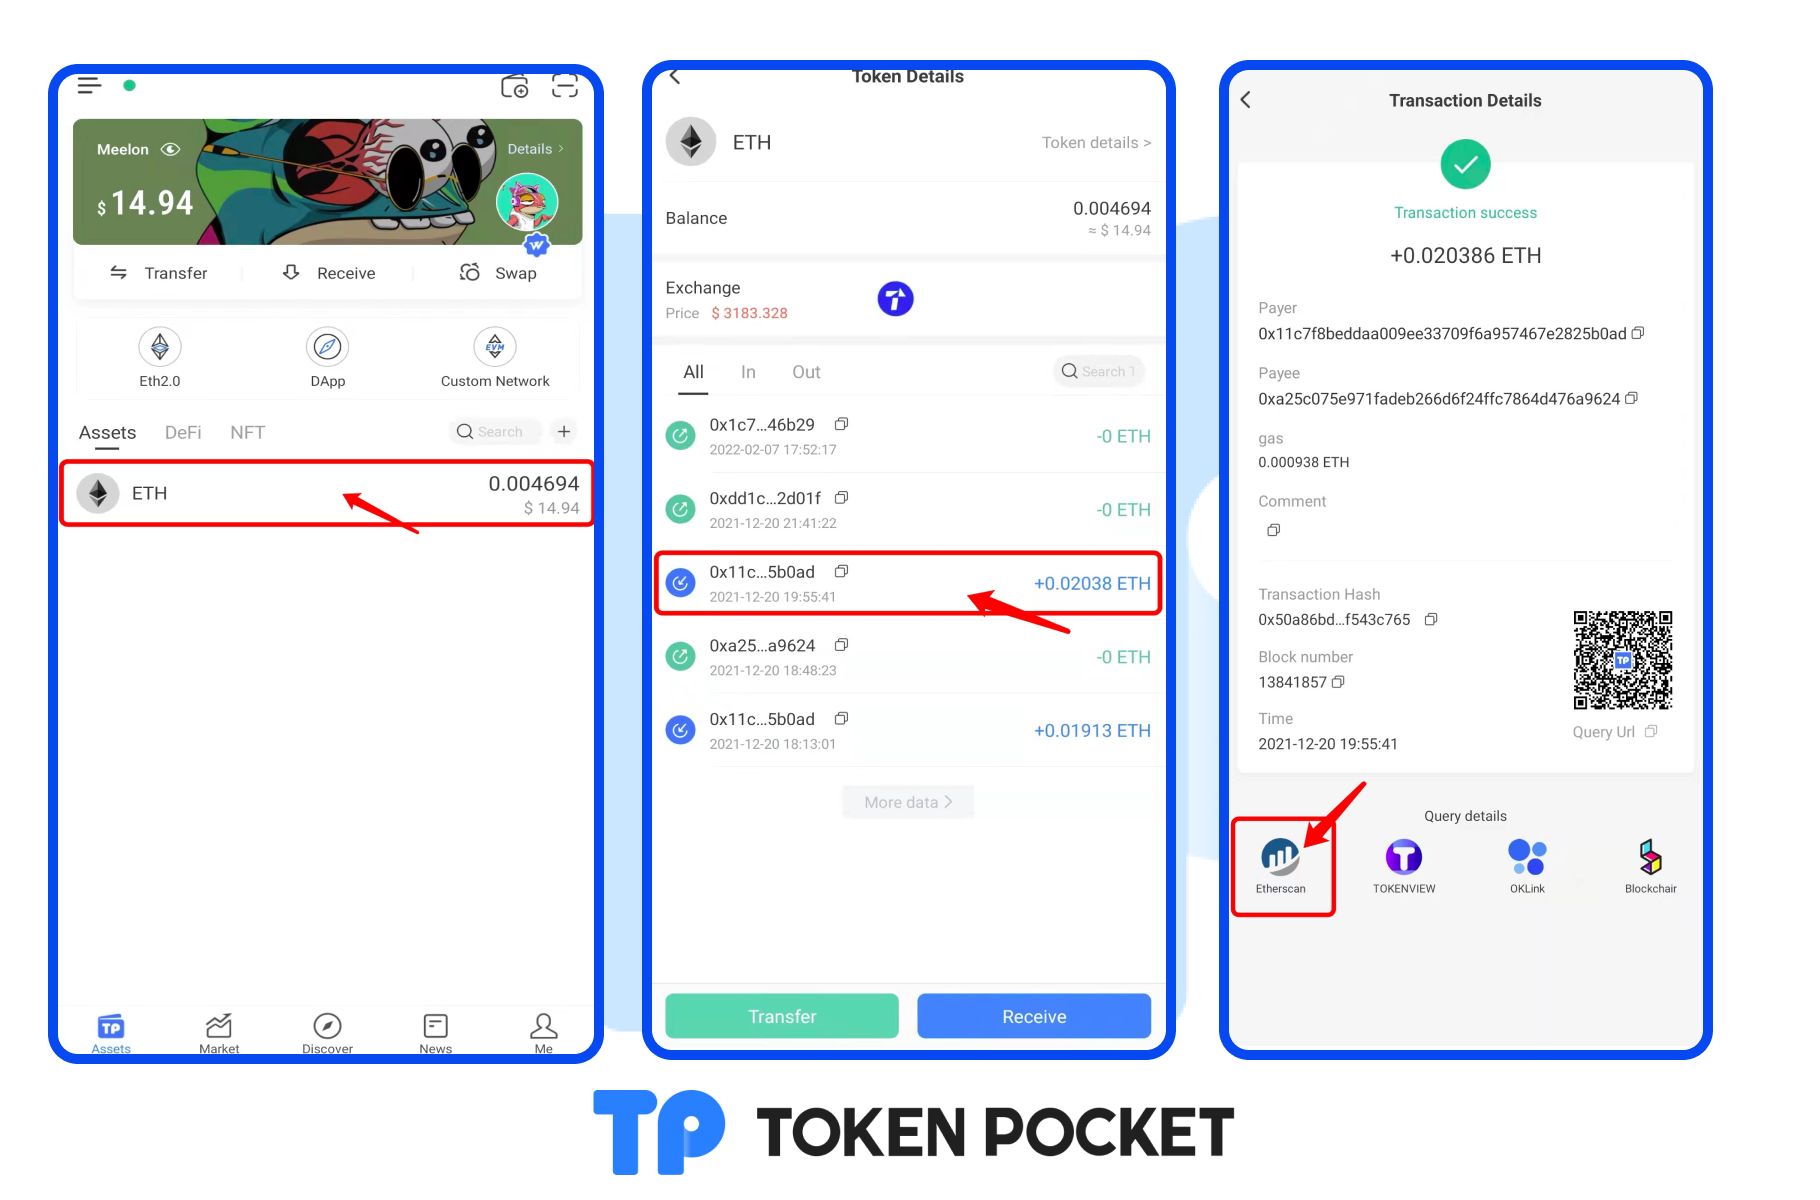 Meelon
Details >
$ 14.94
W
Transfer
Receive
Swap
EVM
Eth2.0
DApp
Custom Network
Assets
DeFi
NFT
Search
+
ETH
0.004694
$ 14.94
TP
Assets
Market
Discover
News
Me
Token Details
ETH
Token details >
Balance
0.004694
≈ $ 14.94
Exchange
Price $ 3183.328
All
In
Out
Search T
0x1c7...46b29
2022-02-07 17:52:17
-0 ETH
0xdd1c...2d01f
2021-12-20 21:41:22
-0 ETH
0x11c...5b0ad
2021-12-20 19:55:41
+0.02038 ETH
0xa25...a9624
2021-12-20 18:48:23
-0 ETH
0x11c...5b0ad
2021-12-20 18:13:01
+0.01913 ETH
More data >
Transfer
Receive
Transaction Details
Transaction success
+0.020386 ETH
Payer
0x11c7f8beddaa009ee33709f6a957467e2825b0ad
Payee
0xa25c075e971fadeb266d6f24ffc7864d476a9624
gas
0.000938 ETH
Comment
Transaction Hash
0x50a86bd...f543c765
Block number
13841857
Time
2021-12-20 19:55:41
TP
Query Url
Query details
Etherscan
TOKENVIEW
OKLink
Blockchair
TP TOKEN POCKET